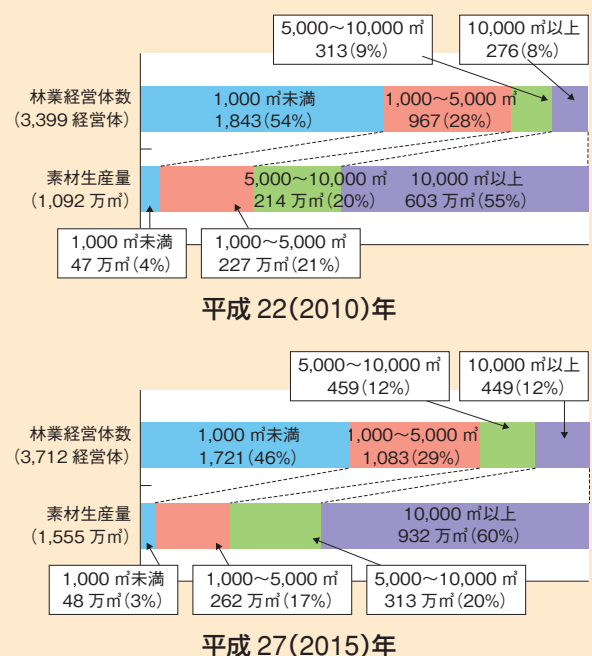 5,000～10,000 ㎥
313(9%)
10,000 ㎥以上
276(8%)
林業経営体数
(3,399 経営体)
1,000 ㎥未満
1,843(54%)
1,000～5,000 ㎥
967(28%)
素材生産量
(1,092 万㎥)
5,000～10,000 ㎥
214 万㎥(20%)
10,000 ㎥以上
603 万㎥(55%)
1,000 ㎥未満
47 万㎥(4%)
1,000～5,000 ㎥
227 万㎥(21%)
平成 22(2010)年
5,000～10,000 ㎥
459(12%)
10,000 ㎥以上
449(12%)
林業経営体数
(3,712 経営体)
1,000 ㎥未満
1,721(46%)
1,000～5,000 ㎥
1,083(29%)
素材生産量
(1,555 万㎥)
10,000 ㎥以上
932 万㎥(60%)
1,000 ㎥未満
48 万㎥(3%)
1,000～5,000 ㎥
262 万㎥(17%)
5,000～10,000 ㎥
313 万㎥(20%)
平成 27(2015)年